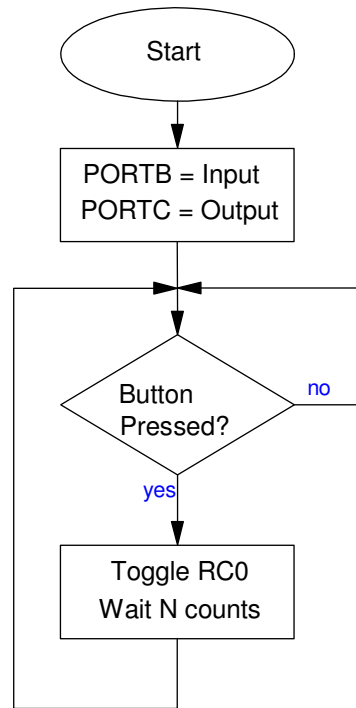 Start
PORTB = Input
PORTC = Output
Button
Pressed?
no
yes
Toggle RC0
Wait N counts